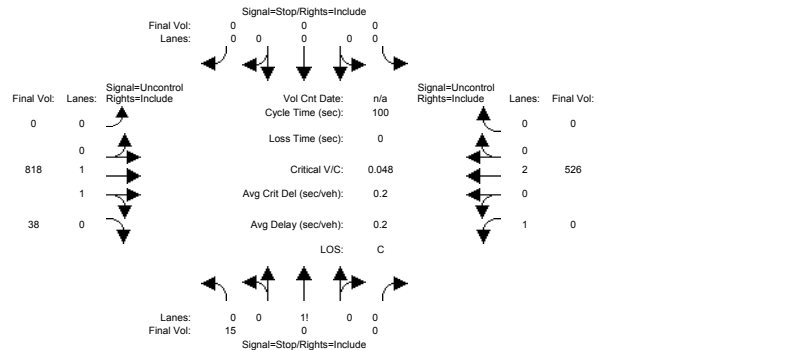 Signal=Stop/Rights=Include
Final Vol: 0 0 0
Lanes: 0 0 0 0 0
Signal=Uncontrol
Final Vol: Lanes: Rights=Include
Vol Cnt Date: n/a
Signal=Uncontrol
Rights=Include Lanes: Final Vol:
Cycle Time (sec): 100
0 0
0 0
Loss Time (sec): 0
0
0
818 1
Critical V/C: 0.048
2 526
1
Avg Crit Del (sec/veh): 0.2
0
38 0
Avg Delay (sec/veh): 0.2
1 0
LOS: C
Lanes: 0 0 1! 0 0
Final Vol: 15 0 0
Signal=Stop/Rights=Include